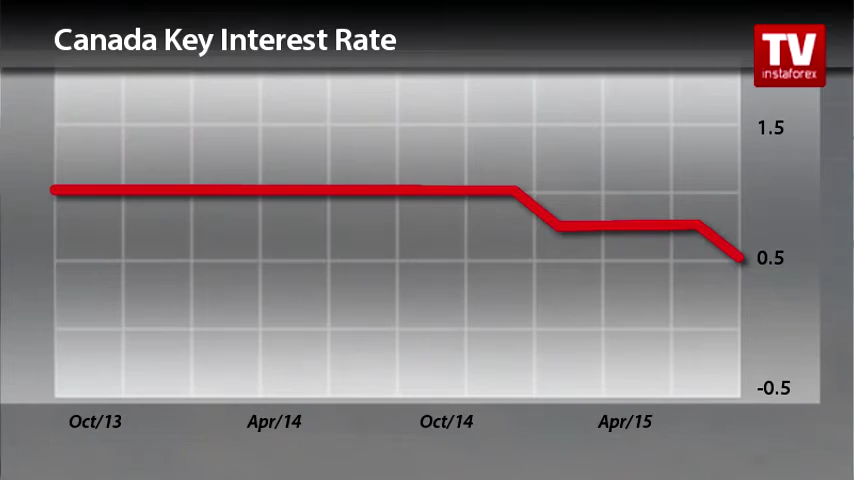 Canada Key Interest Rate
TV
instaforex
1.5
0.5
-0.5
Oct/13 Apr/14 Oct/14 Apr/15